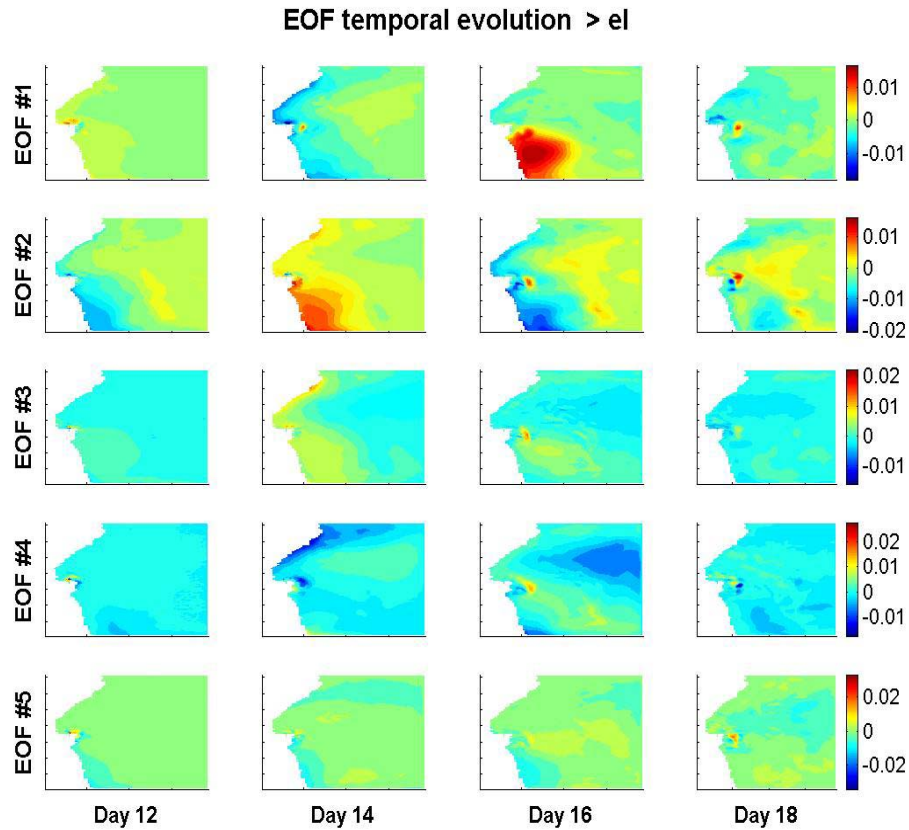 EOF temporal evolution > el
EOF #1
0.01
0
-0.01
EOF #2
0.01
0
-0.01
-0.02
EOF #3
0.02
0.01
0
-0.01
EOF #4
0.02
0.01
0
-0.01
EOF #5
0.02
0
-0.02
Day 12
Day 14
Day 16
Day 18